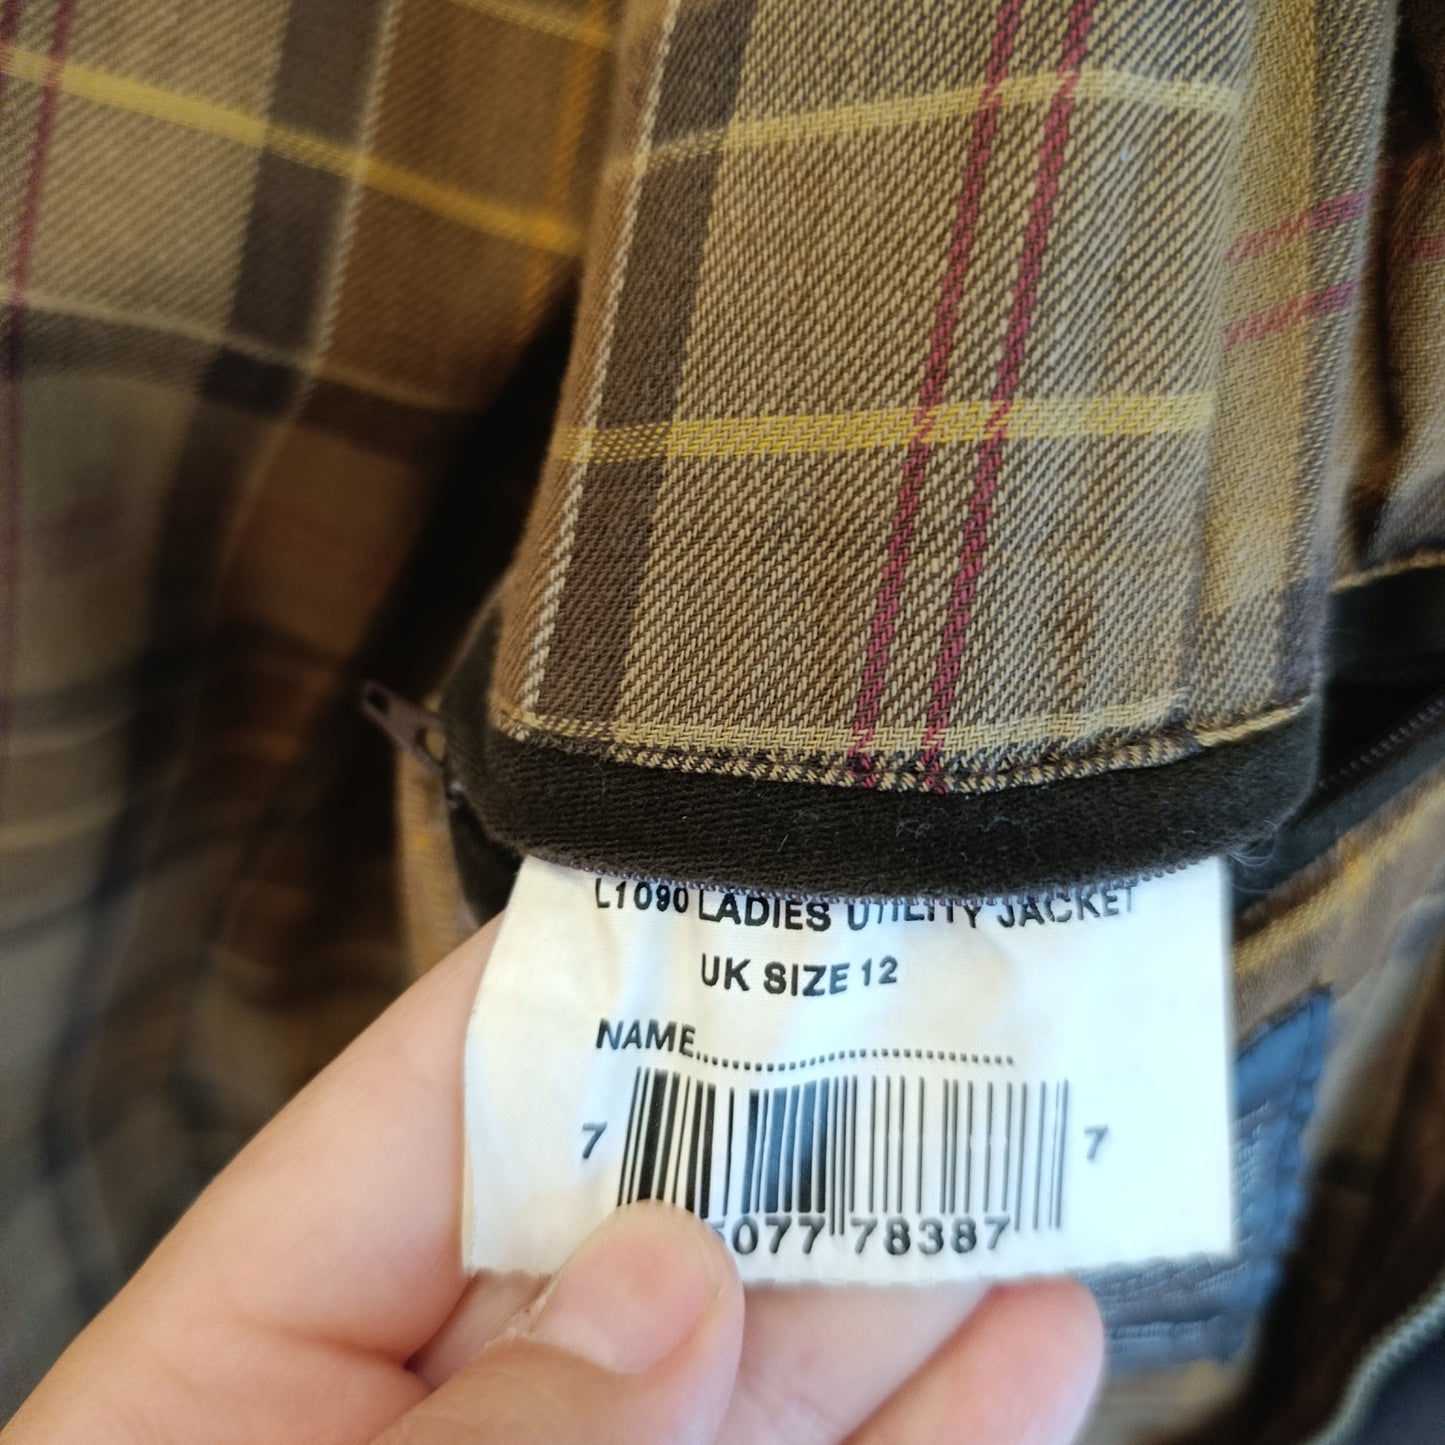 L1090 LADIES UTILITY JACKET
UK SIZE 12
NAME..........................................
7 5077 78387 7